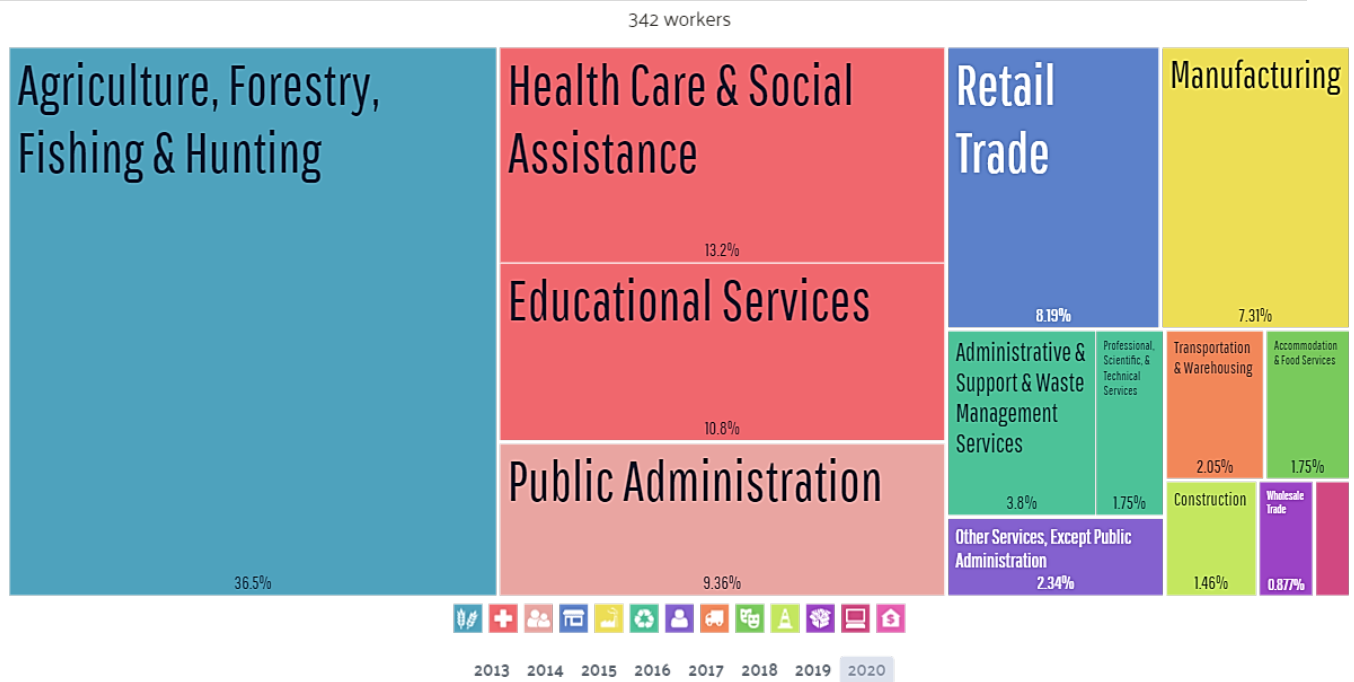 342 workers
Agriculture, Forestry,
Fishing & Hunting
36.5%
Health Care & Social
Assistance
13.2%
Educational Services
10.8%
Public Administration
9.36%
Retail
Trade
8.19%
Manufacturing
7.31%
Administrative &
Support & Waste
Management
Services
3.8%
Professional,
Scientific, &
Technical
Services
1.75%
Other Services, Except Public
Administration
2.34%
Transportation
& Warehousing
2.05%
Accommodation
& Food Services
1.75%
Construction
1.46%
Wholesale
Trade
0.877%
2013 2014 2015 2016 2017 2018 2019 2020